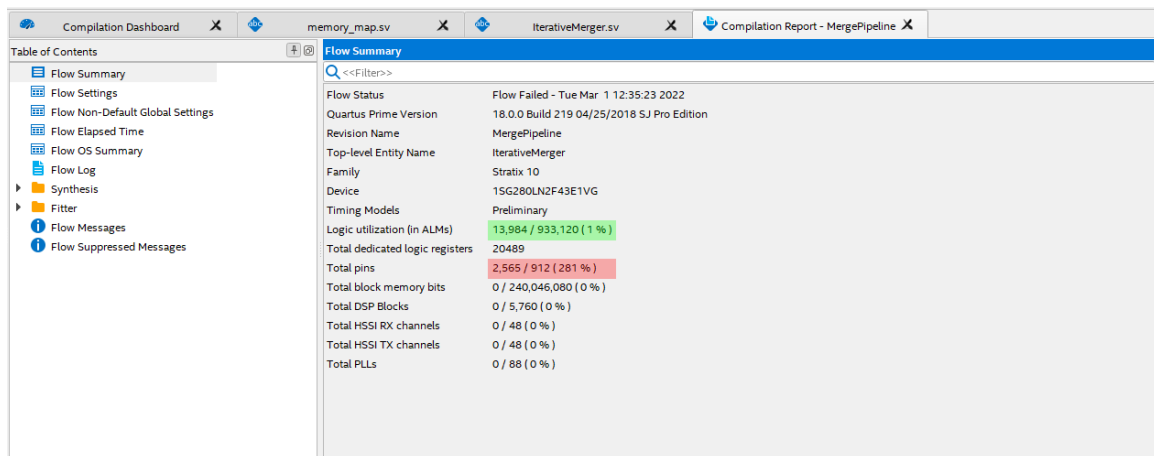 Compilation Dashboard
memory_map.sv
IterativeMerger.sv
Compilation Report - MergePipeline
Table of Contents
Flow Summary
Flow Settings
Flow Non-Default Global Settings
Flow Elapsed Time
Flow OS Summary
Flow Log
Synthesis
Fitter
Flow Messages
Flow Suppressed Messages
Flow Summary
<<Filter>>
Flow Status Flow Failed - Tue Mar 1 12:35:23 2022
Quartus Prime Version 18.0.0 Build 219 04/25/2018 SJ Pro Edition
Revision Name MergePipeline
Top-level Entity Name IterativeMerger
Family Stratix 10
Device 1SG280LN2F43E1VG
Timing Models Preliminary
Logic utilization (in ALMs) 13,984 / 933,120 ( 1 % )
Total dedicated logic registers 20489
Total pins 2,565 / 912 ( 281 % )
Total block memory bits 0 / 240,046,080 ( 0 % )
Total DSP Blocks 0 / 5,760 ( 0 % )
Total HSSI RX channels 0 / 48 ( 0 % )
Total HSSI TX channels 0 / 48 ( 0 % )
Total PLLs 0 / 88 ( 0 % )